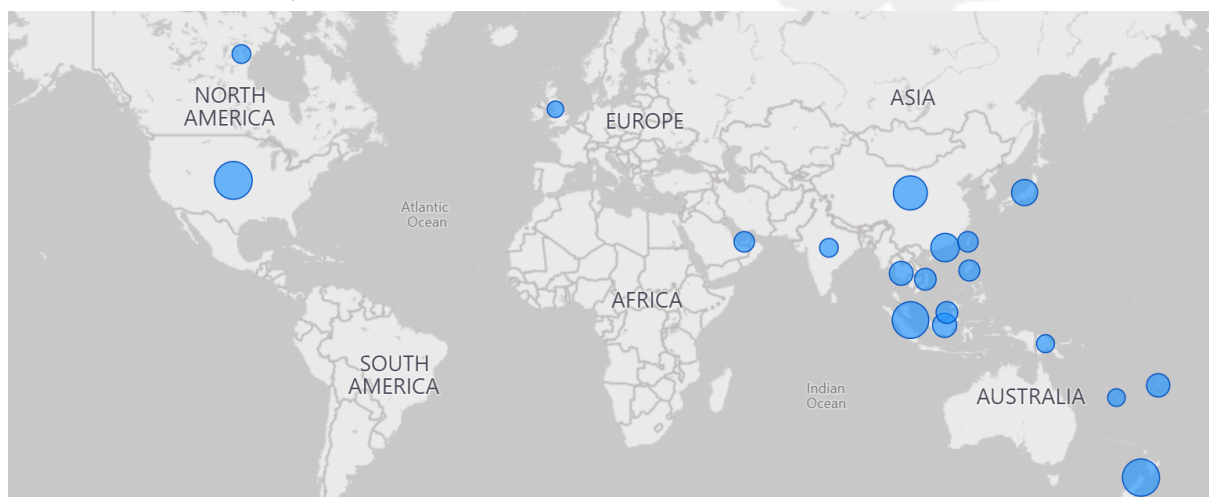 NORTH
AMERICA
ASIA
EUROPE
Atlantic
Ocean
AFRICA
SOUTH
AMERICA
Indian
Ocean
AUSTRALIA